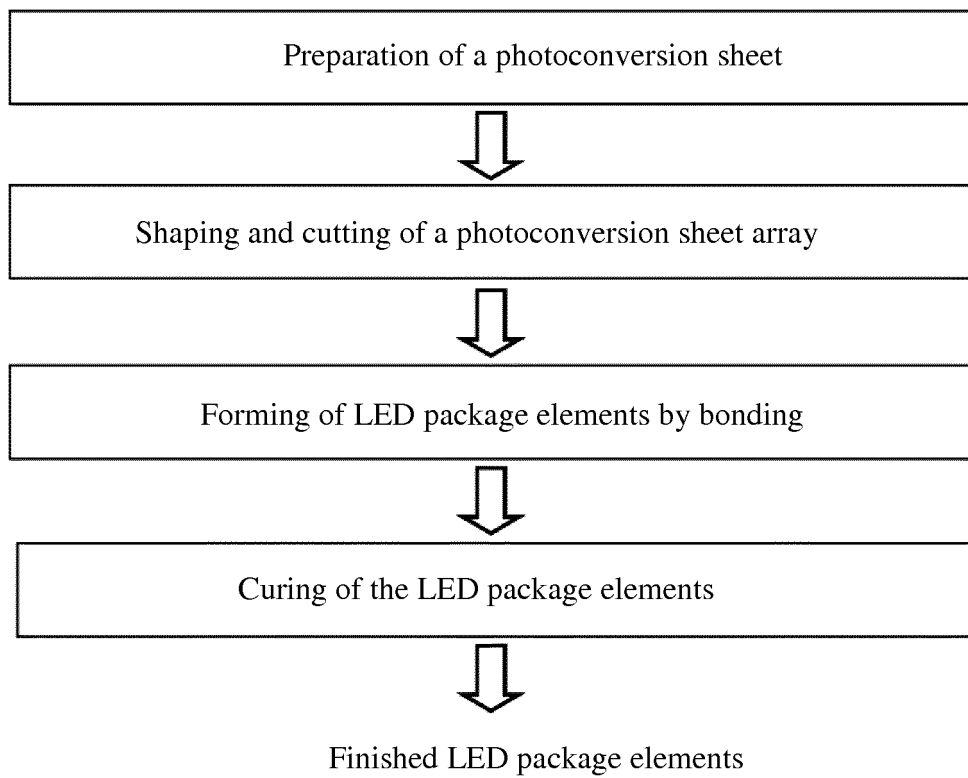 Preparation of a photoconversion sheet
Shaping and cutting of a photoconversion sheet array
Forming of LED package elements by bonding
Curing of the LED package elements
Finished LED package elements